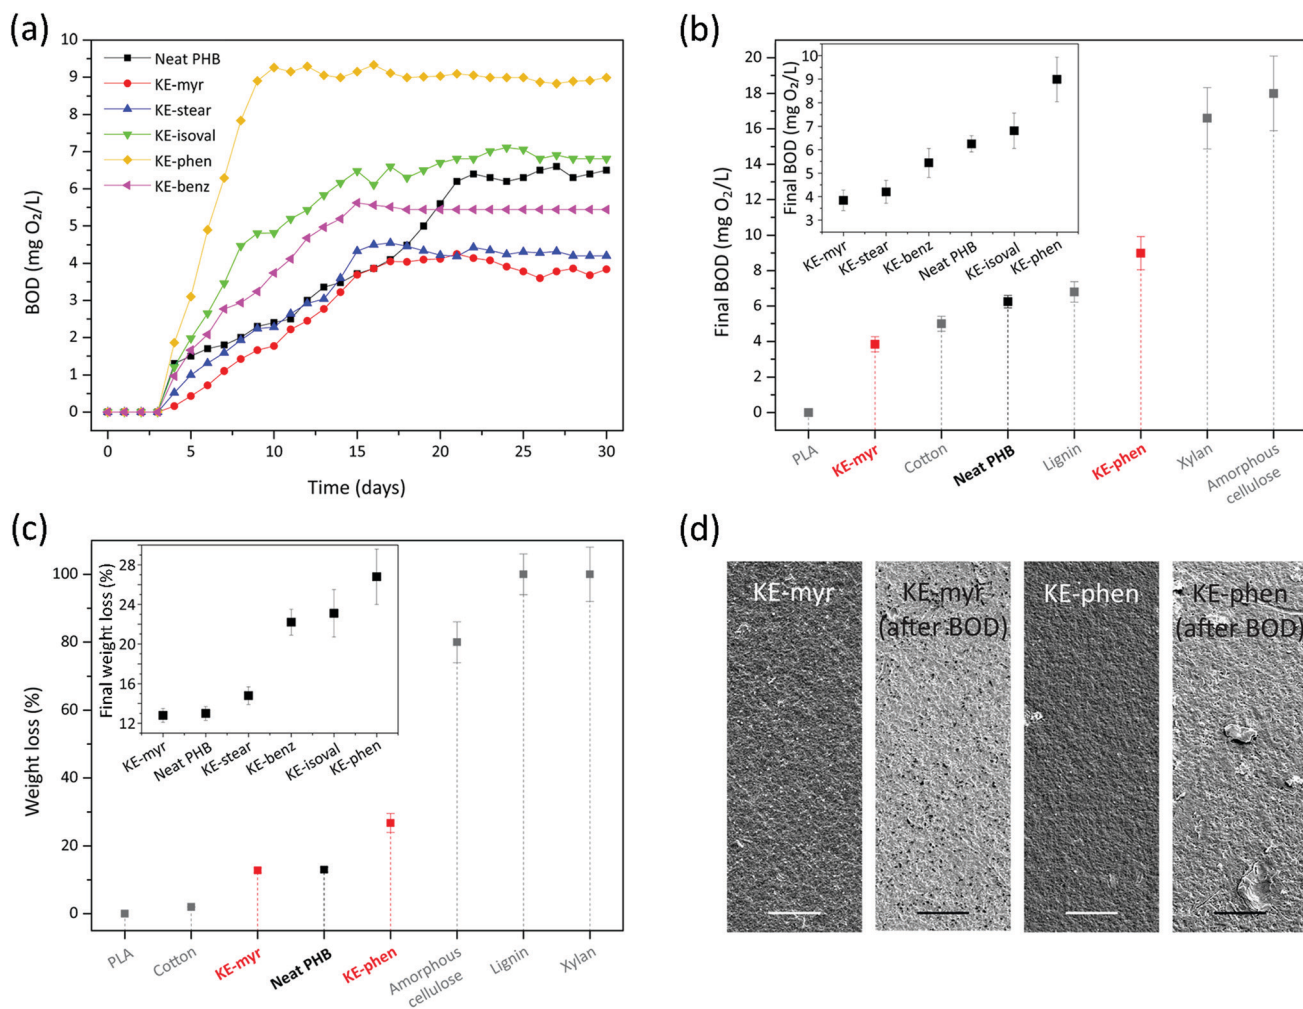 (a)
10
9
8
7
6
5
4
3
2
1
0
BOD (mg O₂/L)
Neat PHB
KE-myr
KE-stear
KE-isoval
KE-phen
KE-benz
0 5 10 15 20 25 30
Time (days)
(b)
20
18
16
14
12
10
8
6
4
2
0
Final BOD (mg O₂/L)
10
9
8
7
6
5
4
3
Final BOD (mg O₂/L)
KE-myr
KE-stear
KE-benz
Neat PHB
KE-isoval
KE-phen
PLA
KE-myr
Cotton
Neat PHB
Lignin
KE-phen
Xylan
Amorphous
cellulose
(c)
100
80
60
40
20
0
Weight loss (%)
28
24
20
16
12
Final weight loss (%)
KE-myr
Neat PHB
KE-stear
KE-benz
KE-isoval
KE-phen
PLA
Cotton
KE-myr
Neat PHB
KE-phen
Amorphous
cellulose
Lignin
Xylan
(d)
KE-myr
KE-myr
(after BOD)
KE-phen
KE-phen
(after BOD)